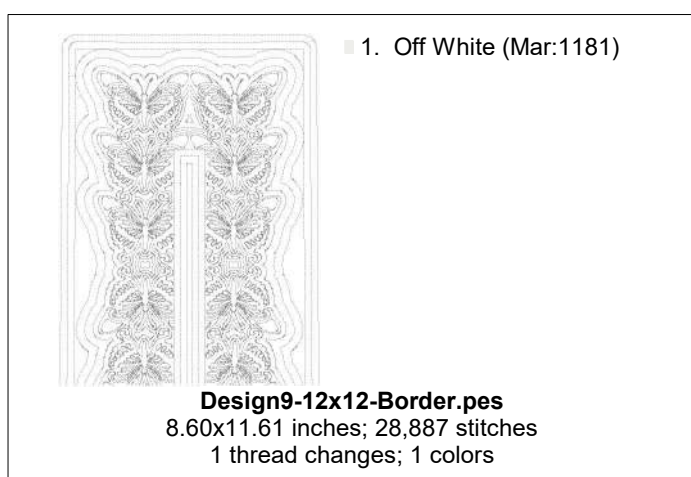 1. Off White (Mar:1181)
Design9-12x12-Border.pes
8.60x11.61 inches; 28,887 stitches
1 thread changes; 1 colors